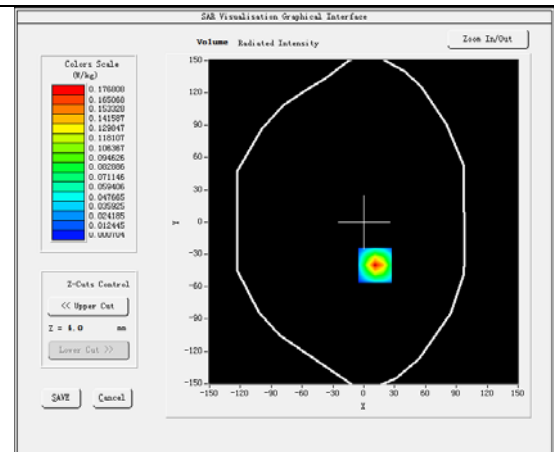 SAR Visualisation Graphical Interface
Volume Radiated Intensity
Zoom In/Out
Colors Scale
(W/kg)
0.176808
0.165068
0.153328
0.141587
0.129847
0.118107
0.106367
0.094626
0.082886
0.071146
0.059406
0.047665
0.035925
0.024185
0.012445
0.000704
150
120
90
60
30
0
-30
-60
-90
-120
-150
Y
-150 -120 -90 -60 -30 0 30 60 90 120 150
X
Z-Cuts Control
<< Upper Cut
Z = 4.0 mm
Lower Cut >>
SAVE Cancel